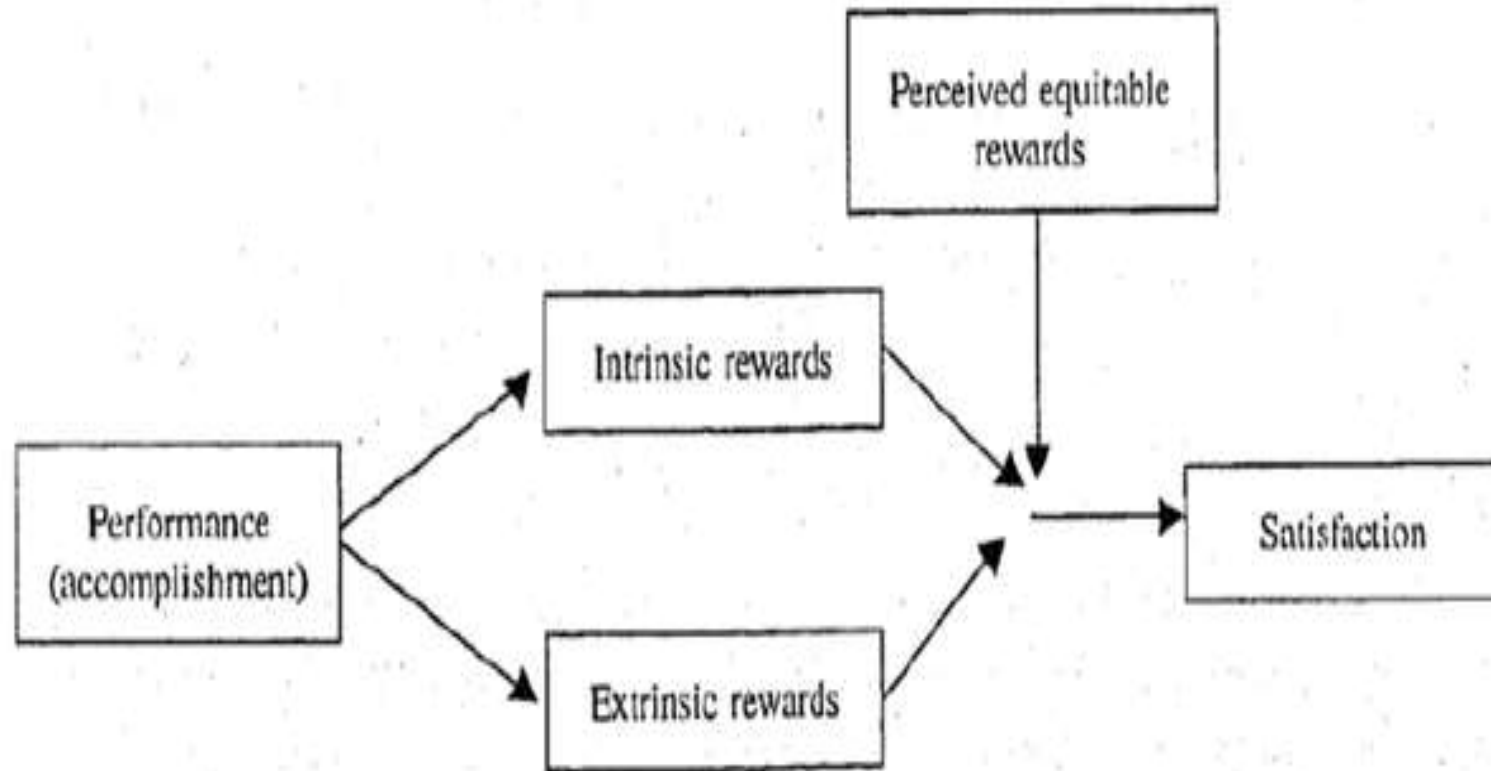 Perceived equitable
rewards
Intrinsic rewards
Performance
(accomplishment)
Satisfaction
Extrinsic rewards